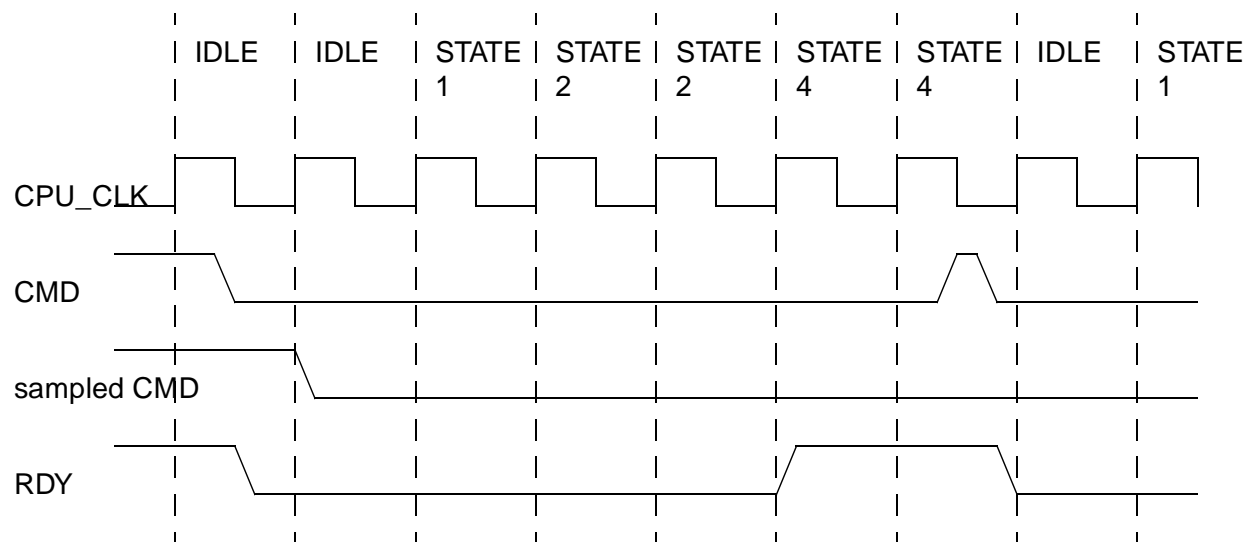 IDLE IDLE STATE STATE STATE STATE STATE IDLE STATE
1 2 2 4 4 1
CPU_CLK
CMD
sampled CMD
RDY